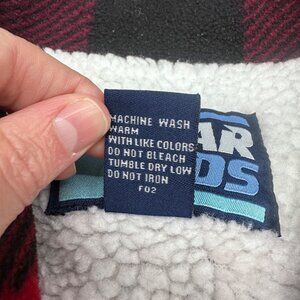 MACHINE WASH
WARM
WITH LIKE COLORS
DO NOT BLEACH
TUMBLE DRY LOW
DO NOT IRON
F02